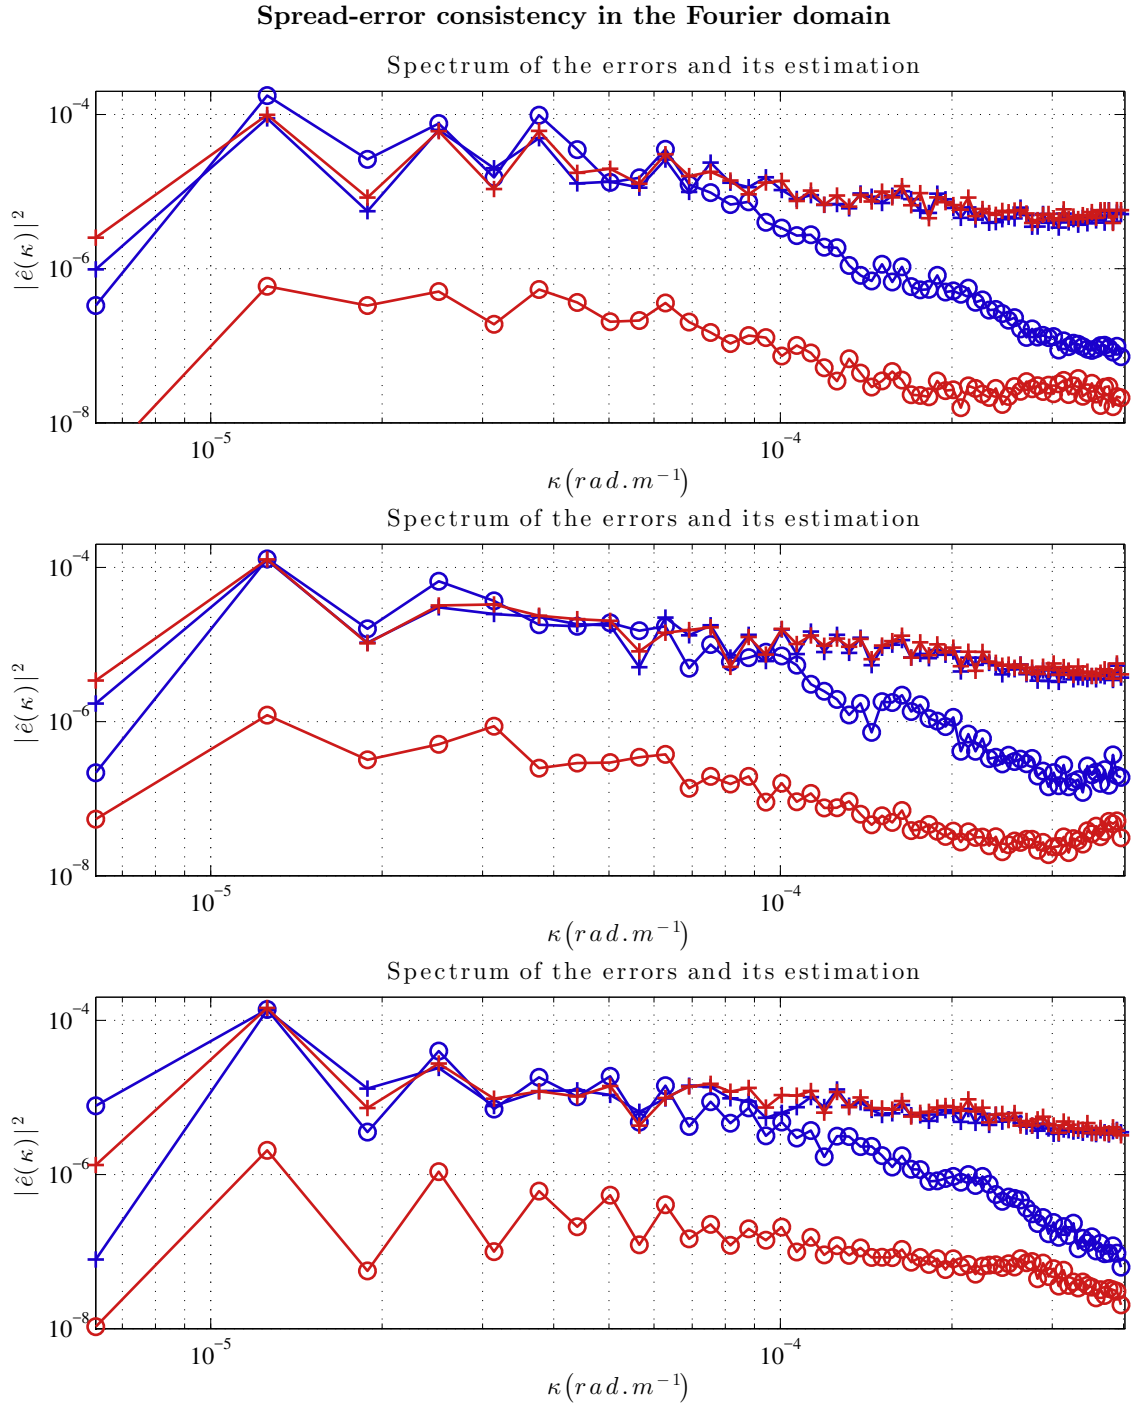 Spread-error consistency in the Fourier domain
Spectrum of the errors and its estimation
10⁻⁴
10⁻⁶
10⁻⁸
|ê(κ)|²
10⁻⁵
10⁻⁴
κ(rad.m⁻¹)
Spectrum of the errors and its estimation
10⁻⁴
10⁻⁶
10⁻⁸
|ê(κ)|²
10⁻⁵
10⁻⁴
κ(rad.m⁻¹)
Spectrum of the errors and its estimation
10⁻⁴
10⁻⁶
10⁻⁸
|ê(κ)|²
10⁻⁵
10⁻⁴
κ(rad.m⁻¹)